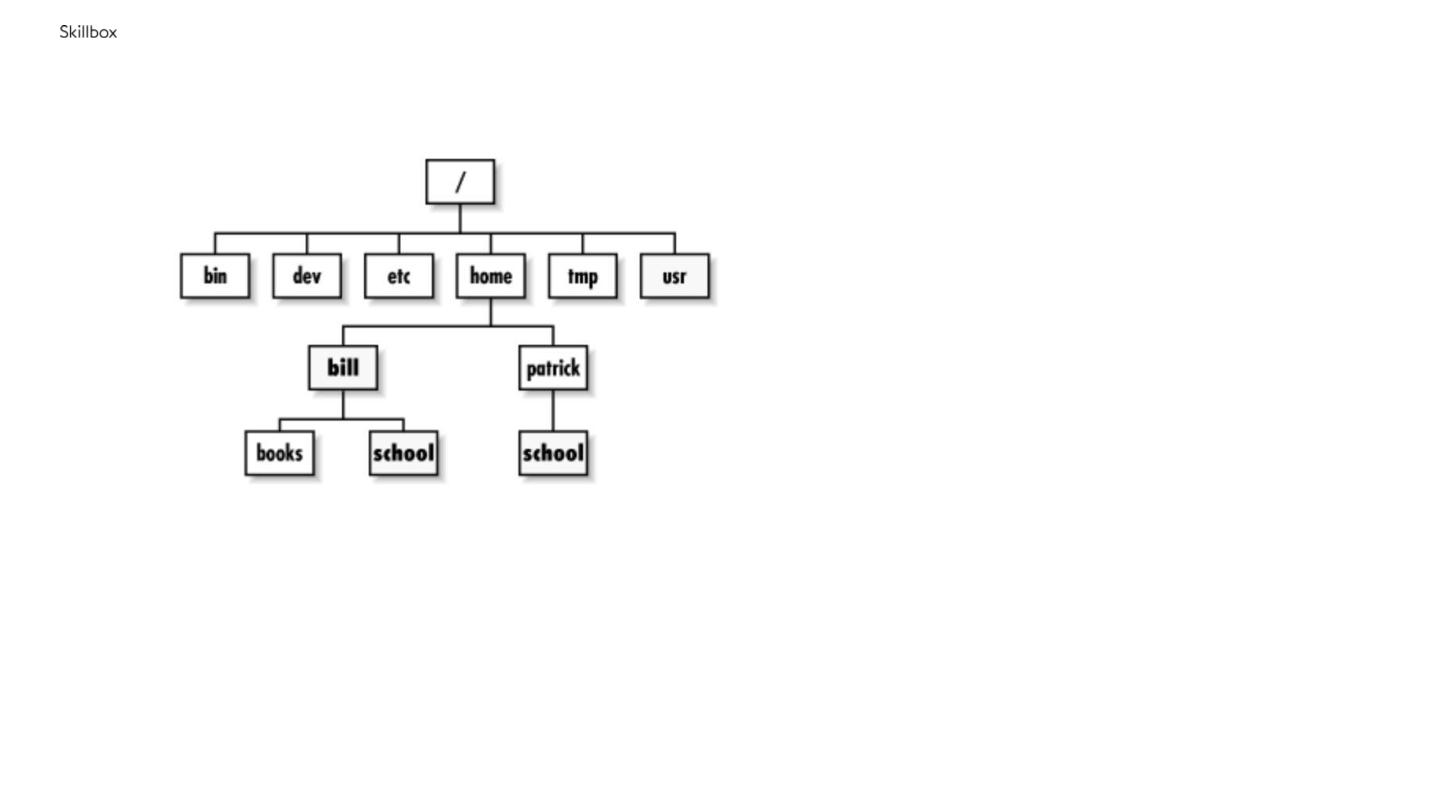 Skillbox
/
bin dev etc home tmp usr
bill patrick
books school school